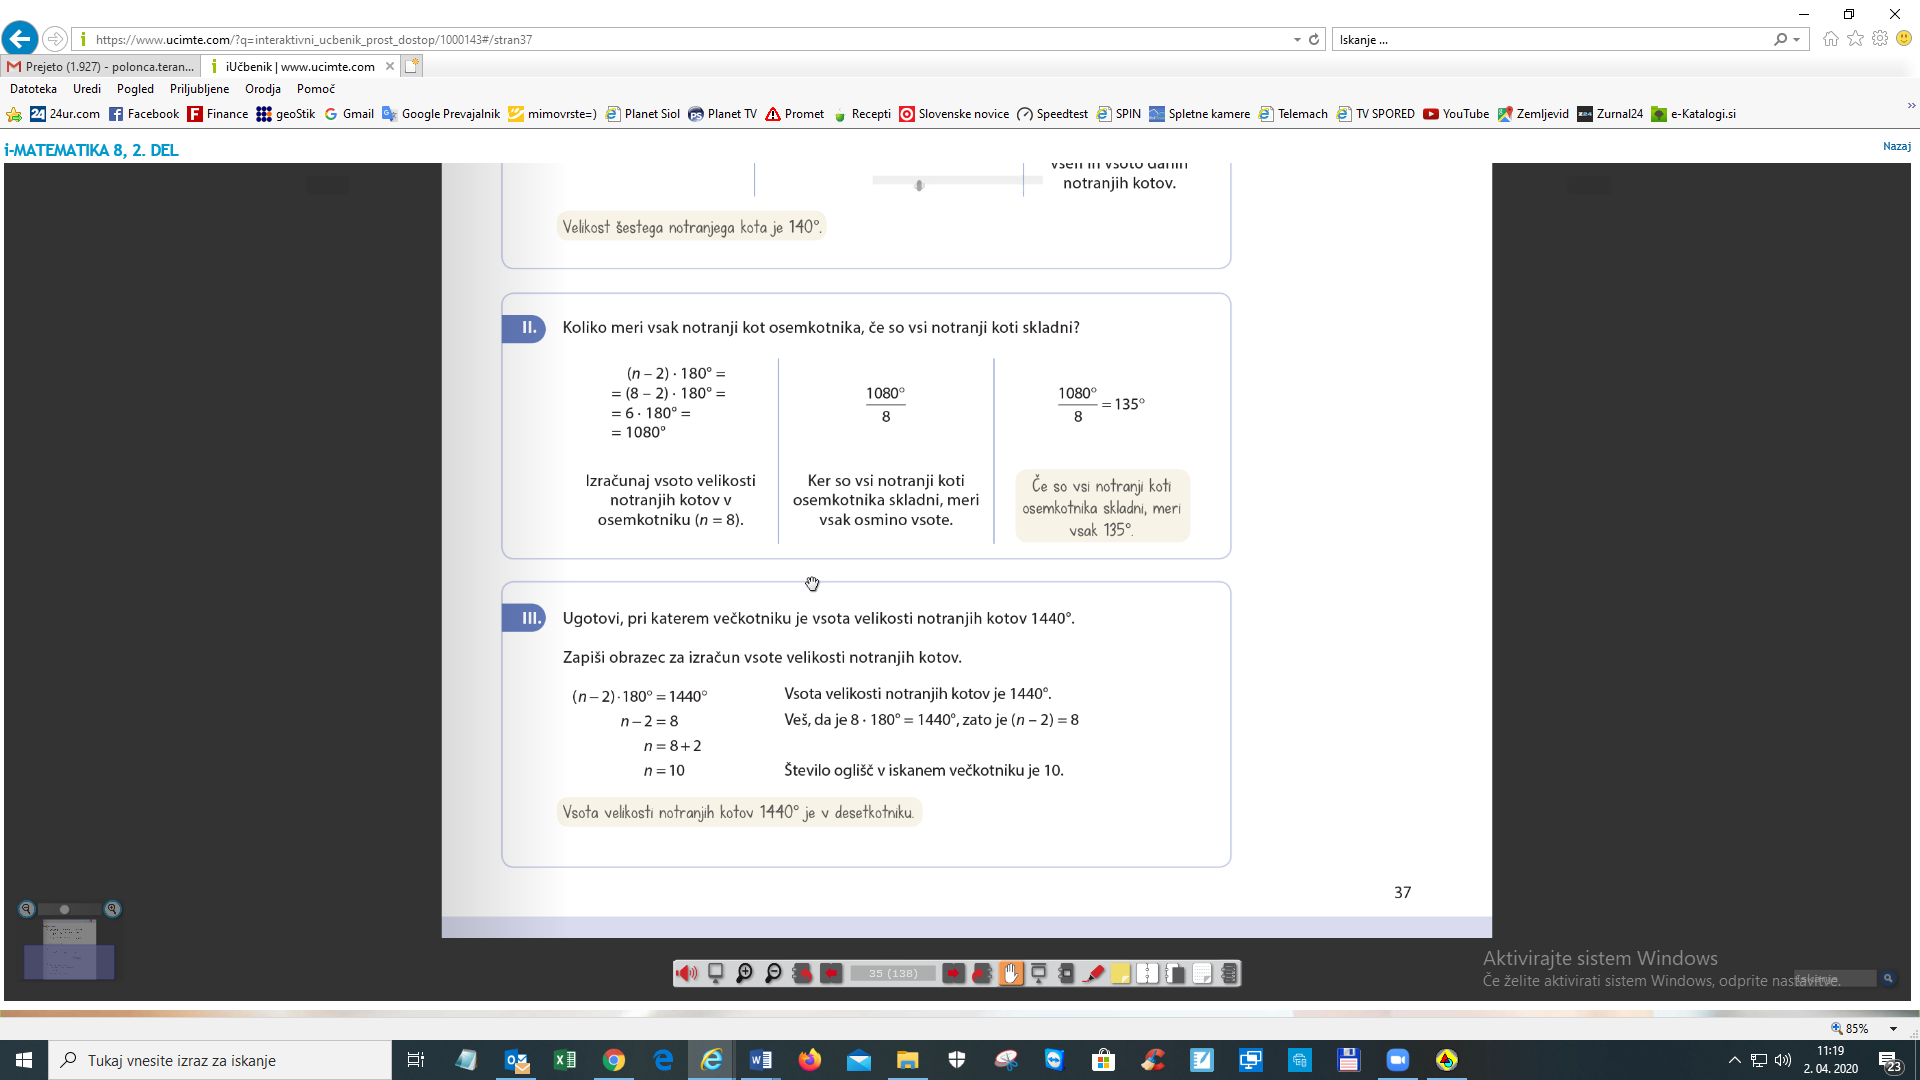 https://www.ucimte.com/?q=interaktivni_ucbenik_prost_dostop/1000143#/stran37
Iskanje ...
Prejeto (1.927) - polonca.teran...
iUčbenik | www.ucimte.com
Datoteka Uredi Pogled Priljubljene Orodja Pomoč
24ur.com Facebook Finance geoStik Gmail Google Prevajalnik mimovrste=) Planet Siol Planet TV Promet Recepti Slovenske novice Speedtest SPIN Spletne kamere Telemach TV SPORED YouTube Zemljevid Zurnal24 e-Katalogi.si
i-MATEMATIKA 8, 2. DEL
Nazaj
vseh in vsoto danih
notranjih kotov.
Velikost šestega notranjega kota je 140°.
II. Koliko meri vsak notranji kot osemkotnika, če so vsi notranji koti skladni?
(n – 2) · 180° =
= (8 – 2) · 180° =
= 6 · 180° =
= 1080°
1080°
8
1080°
8
= 135°
Izračunaj vsoto velikosti
notranjih kotov v
osemkotniku (n = 8).
Ker so vsi notranji koti
osemkotnika skladni, meri
vsak osmino vsote.
Če so vsi notranji koti
osemkotnika skladni, meri
vsak 135°.
III. Ugotovi, pri katerem večkotniku je vsota velikosti notranjih kotov 1440°.
Zapiši obrazec za izračun vsote velikosti notranjih kotov.
(n – 2) · 180° = 1440°
Vsota velikosti notranjih kotov je 1440°.
n – 2 = 8
Veš, da je 8 · 180° = 1440°, zato je (n – 2) = 8
n = 8 + 2
n = 10
Število oglišč v iskanem večkotniku je 10.
Vsota velikosti notranjih kotov 1440° je v desetkotniku.
37
35 (138)
Aktivirajte sistem Windows
Če želite aktivirati sistem Windows, odprite nastavitve.
85%
Tukaj vnesite izraz za iskanje
11:19
2. 04. 2020
23